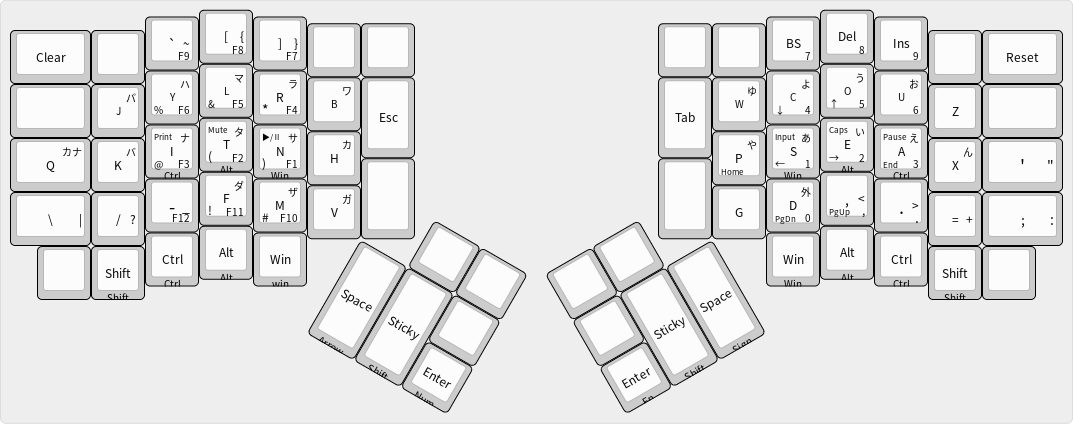 Clear
` ~ F9
[ { F8
] } F7
BS 7
Del 8
Ins 9
Reset
J バ
Y ハ % F6
L マ & F5
R ラ * F4
B ワ
Esc
Tab
W ゆ
C よ ↓ 4
O う ↑ 5
U お 6
Z
Q カナ
K パ
Print ナ I @ F3 Ctrl
Mute タ T ( F2 Alt
▶/II サ N ) F1 Win
H カ
P や Home
Input あ S ← 1 Win
Caps い E → 2 Alt
Pause え A End 3 Ctrl
X ん
' "
\ |
/ ?
- _ F12
F ダ ! F11
M ザ # F10
V ガ
G
D 外 PgDn 0
, < PgUp ,
. > .
= +
; :
Shift Shift
Ctrl Ctrl
Alt Alt
Win win
Win Win
Alt Alt
Ctrl Ctrl
Shift Shift
Space Arrow
Sticky Shift
Enter Num
Enter Fn
Sticky Shift
Space Sign